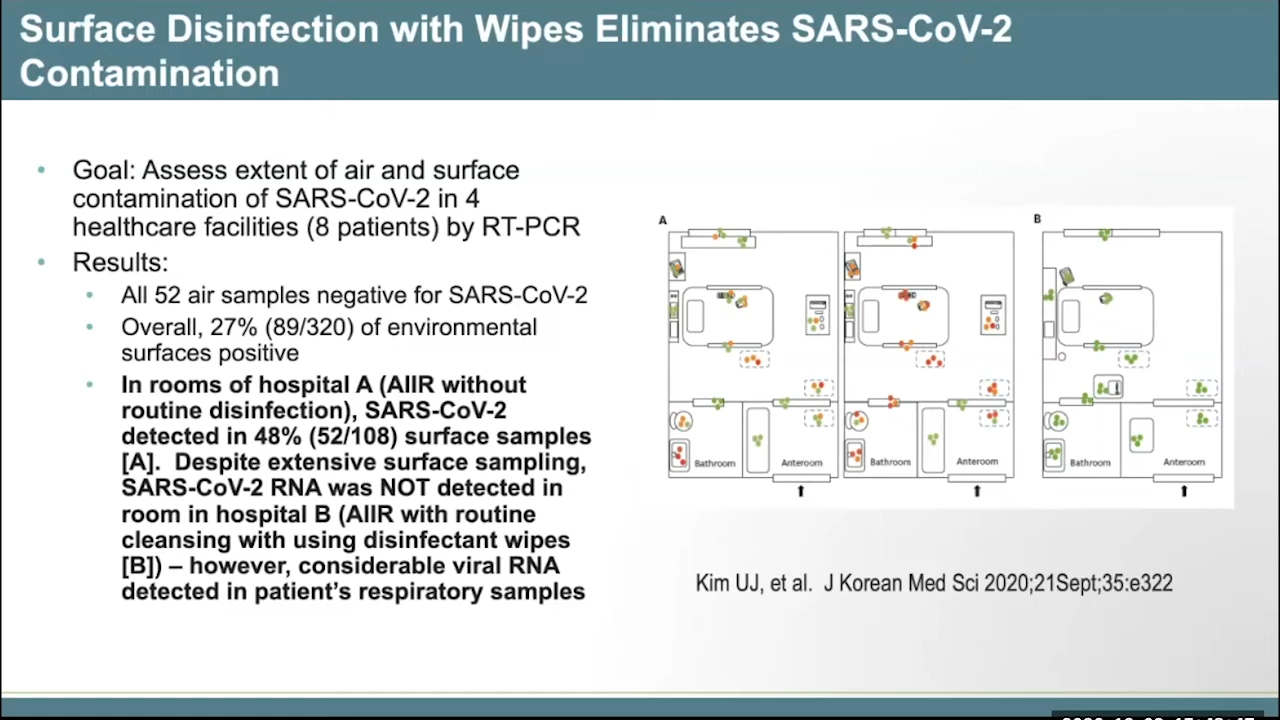 Surface Disinfection with Wipes Eliminates SARS-CoV-2
Contamination
• Goal: Assess extent of air and surface
contamination of SARS-CoV-2 in 4
healthcare facilities (8 patients) by RT-PCR
• Results:
• All 52 air samples negative for SARS-CoV-2
• Overall, 27% (89/320) of environmental
surfaces positive
• In rooms of hospital A (AIIR without
routine disinfection), SARS-CoV-2
detected in 48% (52/108) surface samples
[A].  Despite extensive surface sampling,
SARS-CoV-2 RNA was NOT detected in
room in hospital B (AIIR with routine
cleansing with using disinfectant wipes
[B]) – however, considerable viral RNA
detected in patient's respiratory samples
A
B
Bathroom
Anteroom
Bathroom
Anteroom
Bathroom
Anteroom
Kim UJ, et al.  J Korean Med Sci 2020;21Sept;35:e322